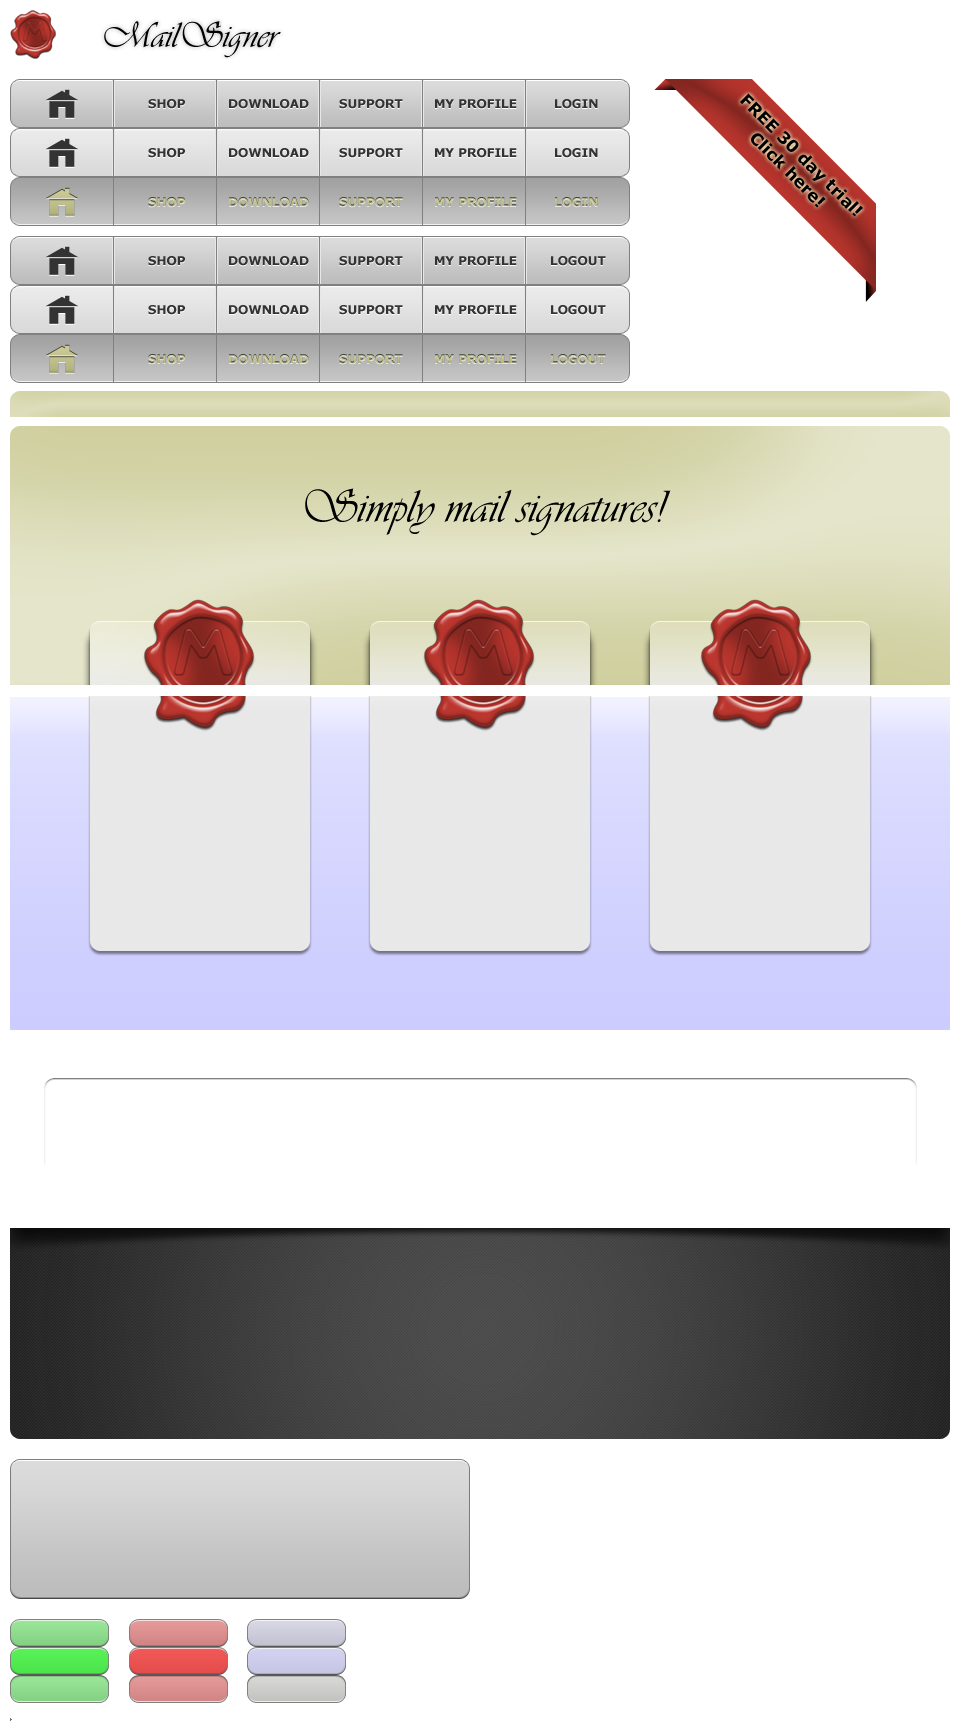 MailSigner
SHOP DOWNLOAD SUPPORT MY PROFILE LOGIN
SHOP DOWNLOAD SUPPORT MY PROFILE LOGIN
SHOP DOWNLOAD SUPPORT MY PROFILE LOGIN
FREE 30 day trial!
Click here!
SHOP DOWNLOAD SUPPORT MY PROFILE LOGOUT
SHOP DOWNLOAD SUPPORT MY PROFILE LOGOUT
SHOP DOWNLOAD SUPPORT MY PROFILE LOGOUT
Simply mail signatures!
M M M